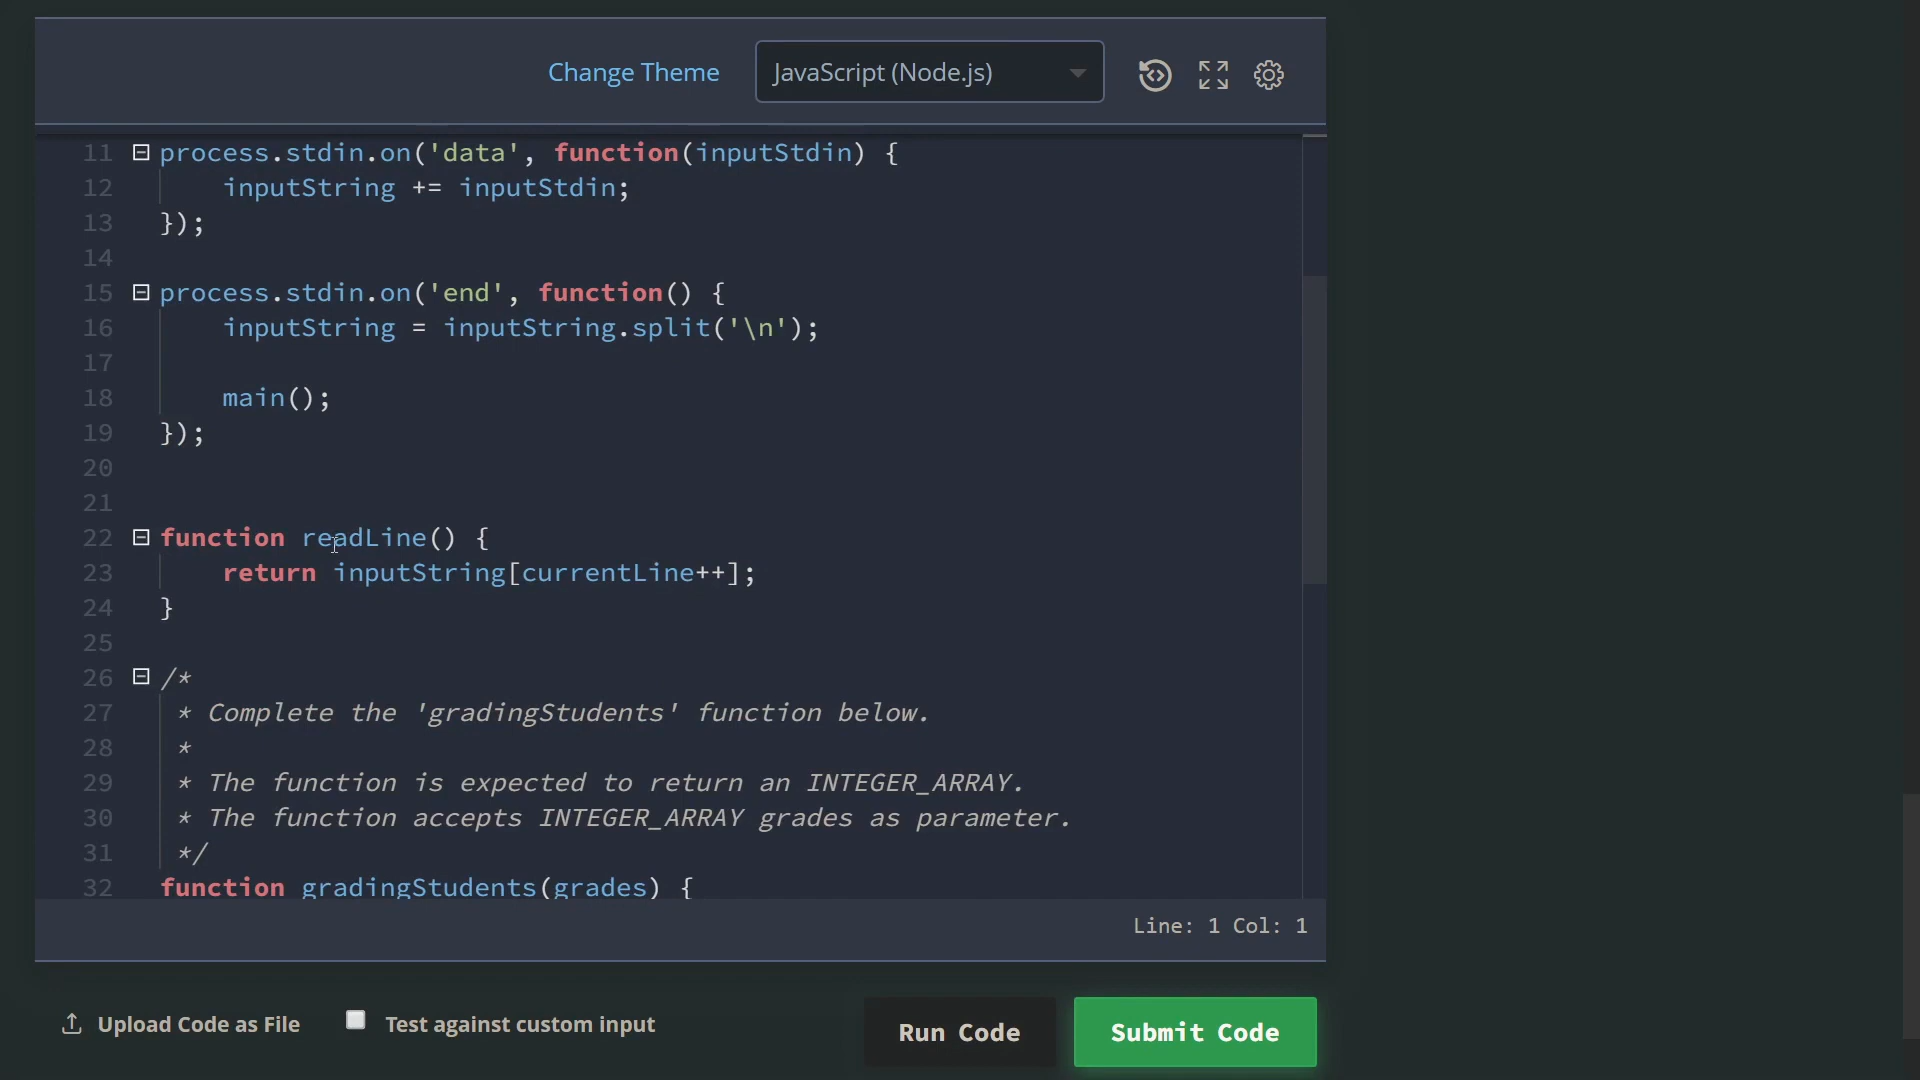 Change Theme JavaScript (Node.js)
11 process.stdin.on('data', function(inputStdin) {
12 inputString += inputStdin;
13 });
14
15 process.stdin.on('end', function() {
16 inputString = inputString.split('\n');
17
18 main();
19 });
20
21
22 function readLine() {
23 return inputString[currentLine++];
24 }
25
26 /*
27 * Complete the 'gradingStudents' function below.
28 *
29 * The function is expected to return an INTEGER_ARRAY.
30 * The function accepts INTEGER_ARRAY grades as parameter.
31 */
32 function gradingStudents(grades) {
Line: 1 Col: 1
Upload Code as File Test against custom input Run Code Submit Code